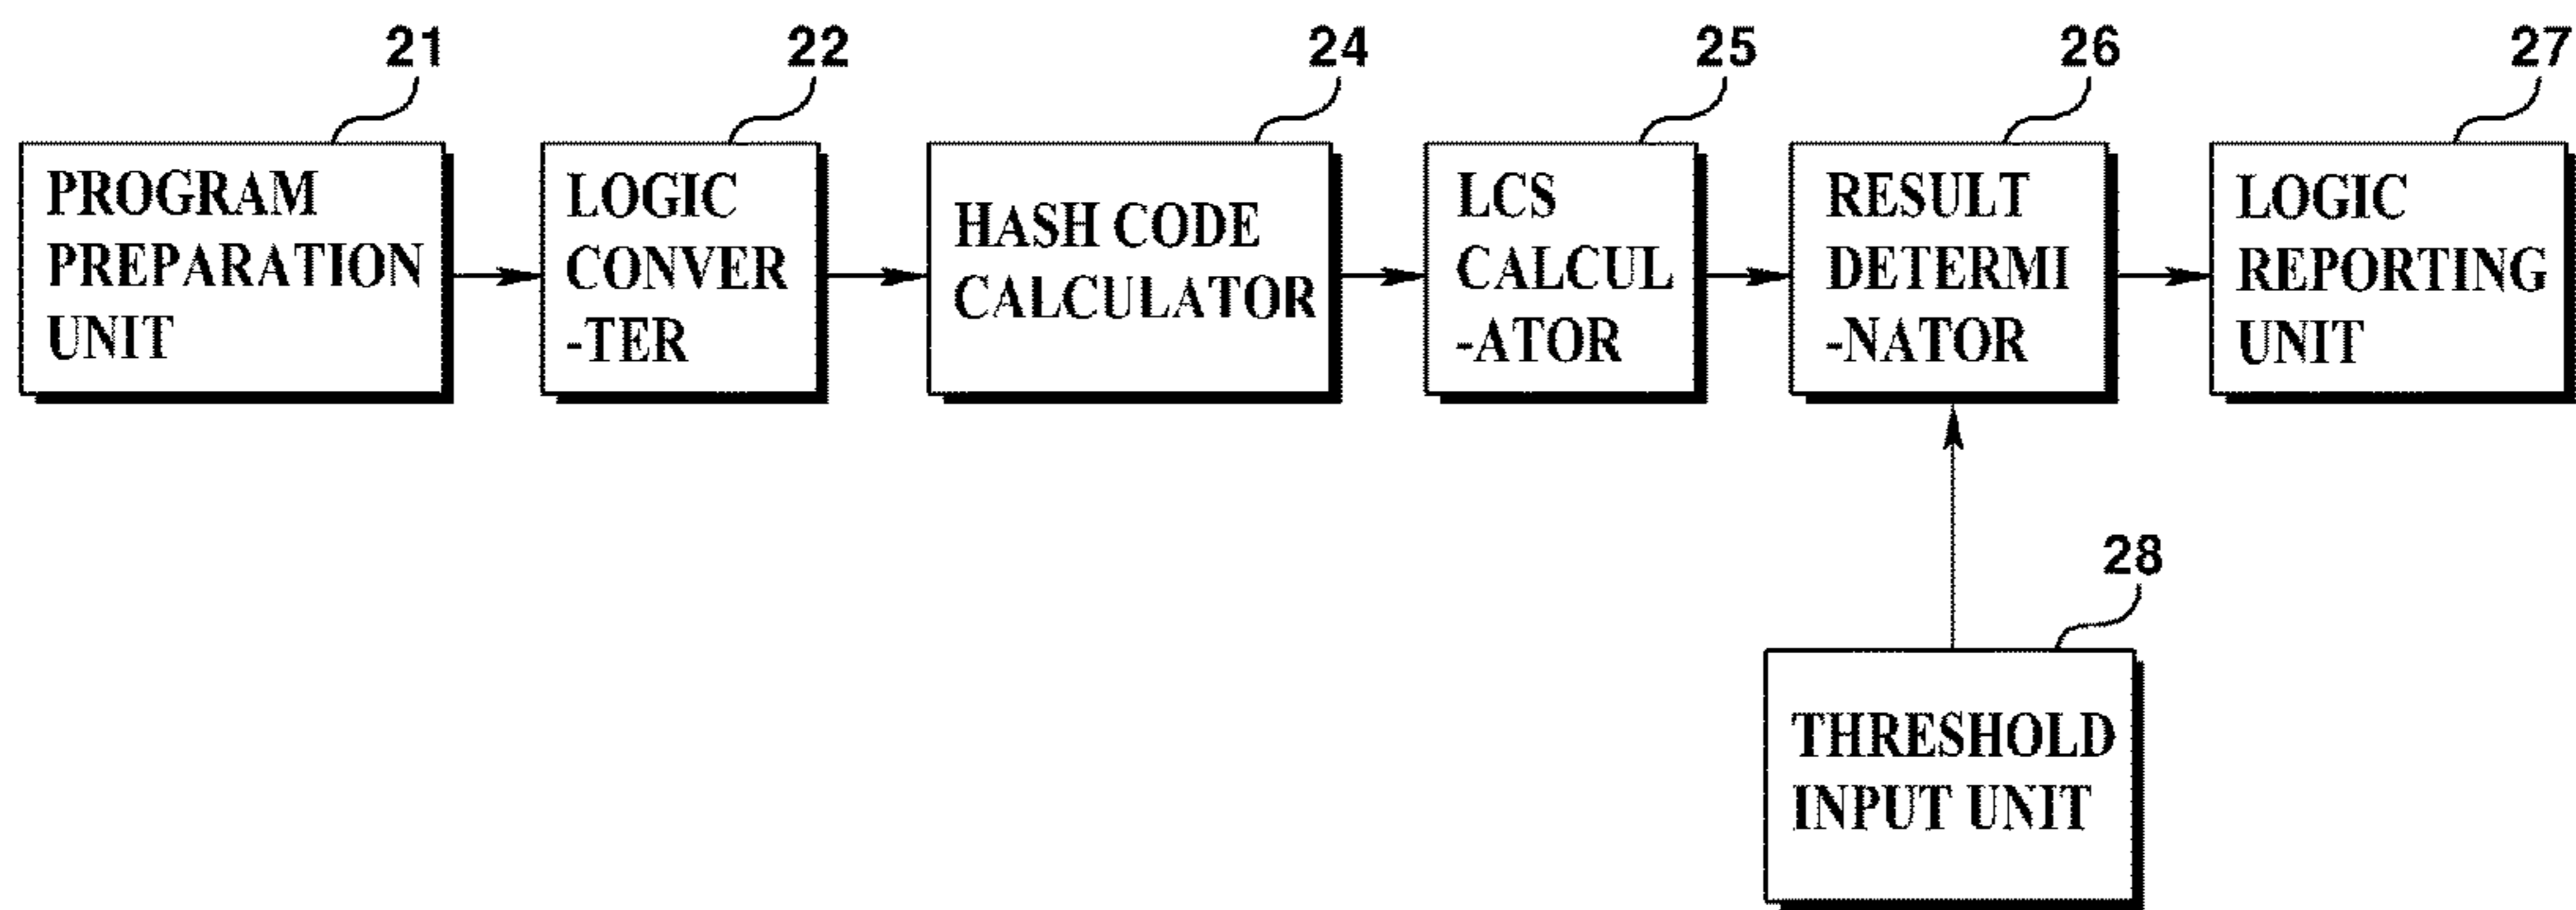 21
22
24
25
26
27
PROGRAM
PREPARATION
UNIT
LOGIC
CONVER
-TER
HASH CODE
CALCULATOR
LCS
CALCUL
-ATOR
RESULT
DETERMI
-NATOR
LOGIC
REPORTING
UNIT
28
THRESHOLD
INPUT UNIT